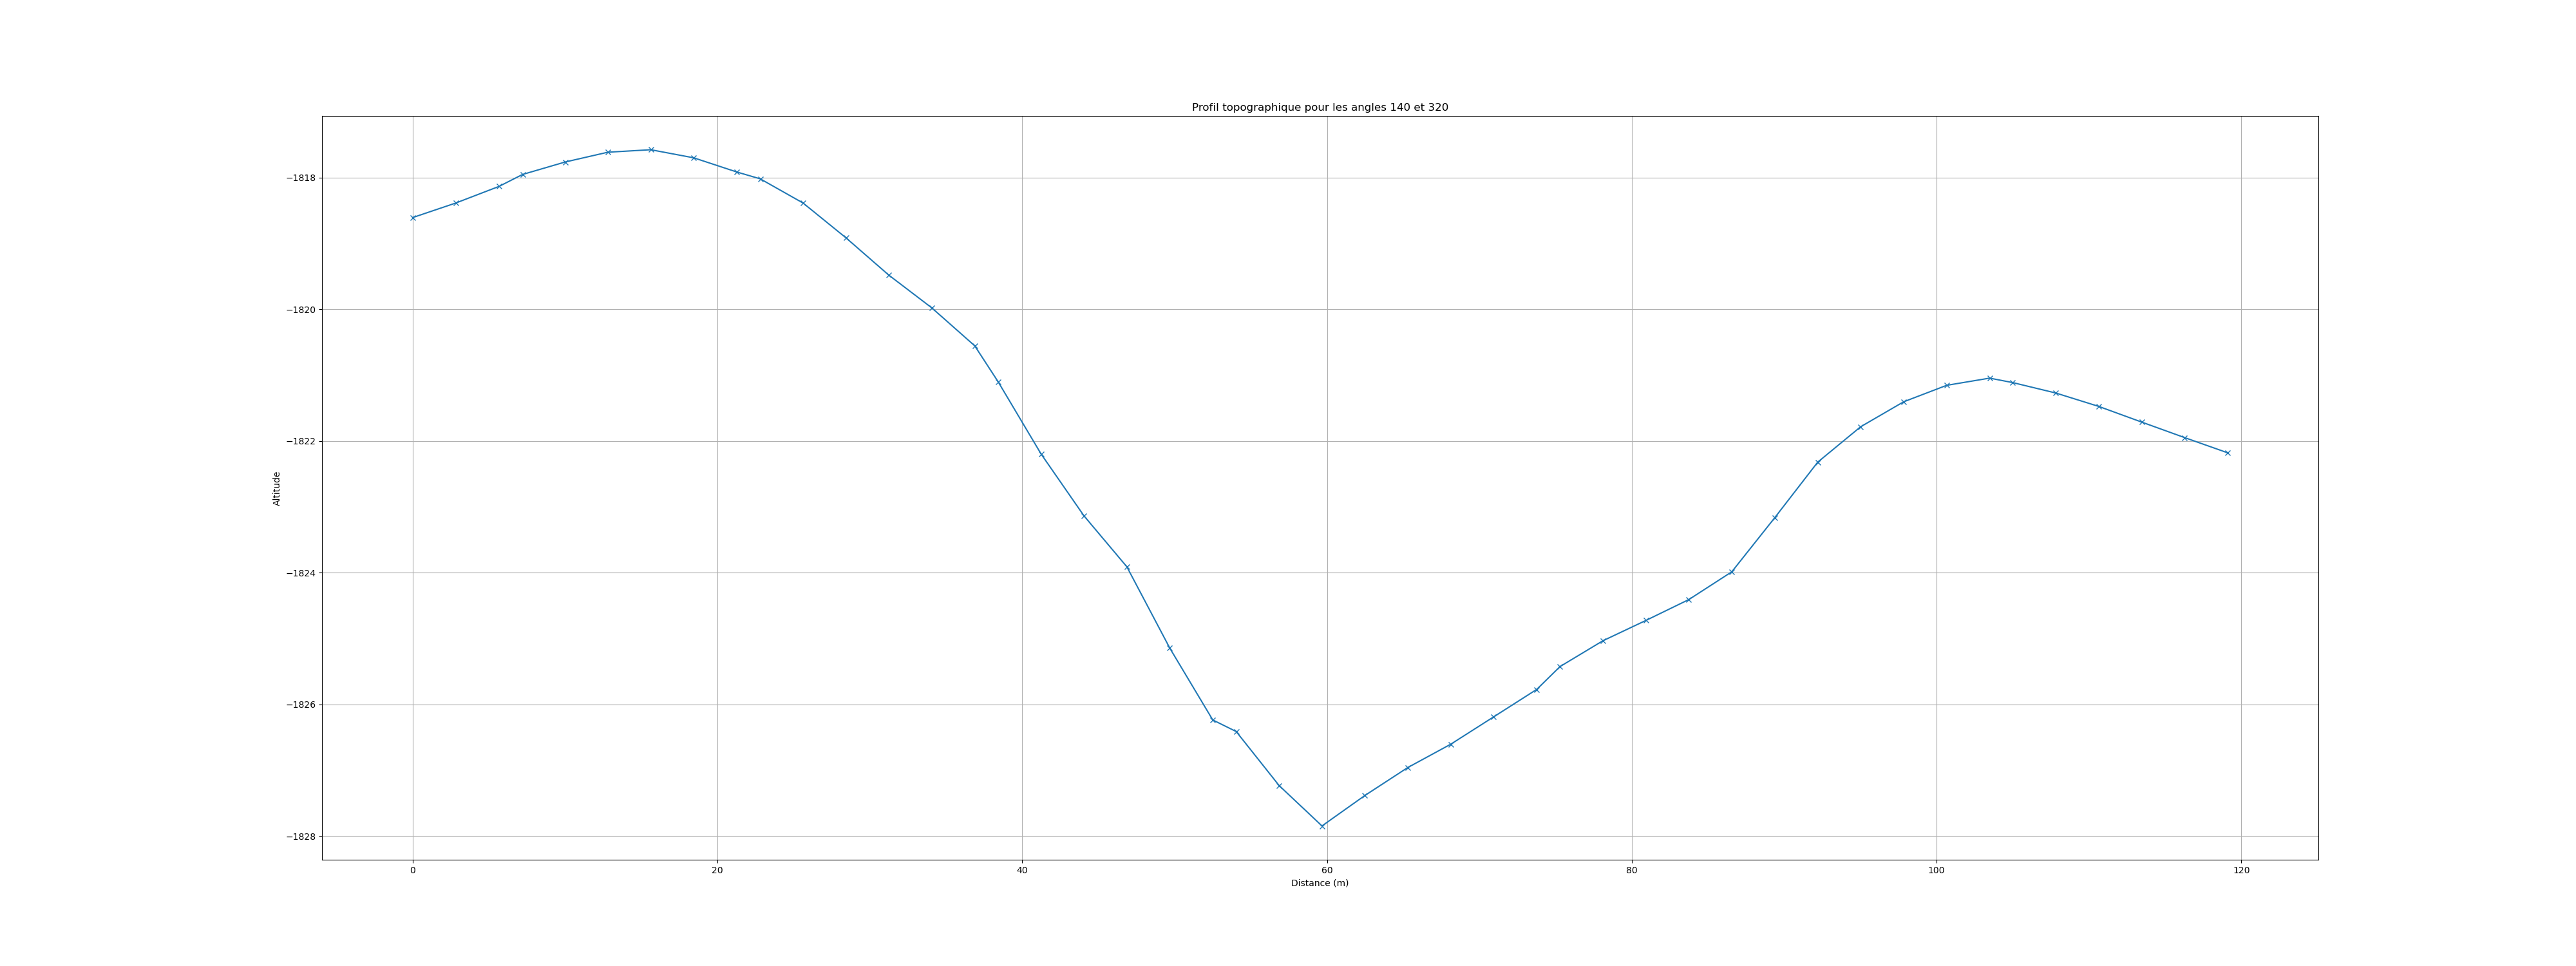 Profil topographique pour les angles 140 et 320
−1818
−1820
−1822
−1824
−1826
−1828
Altitude
0 20 40 60 80 100 120
Distance (m)